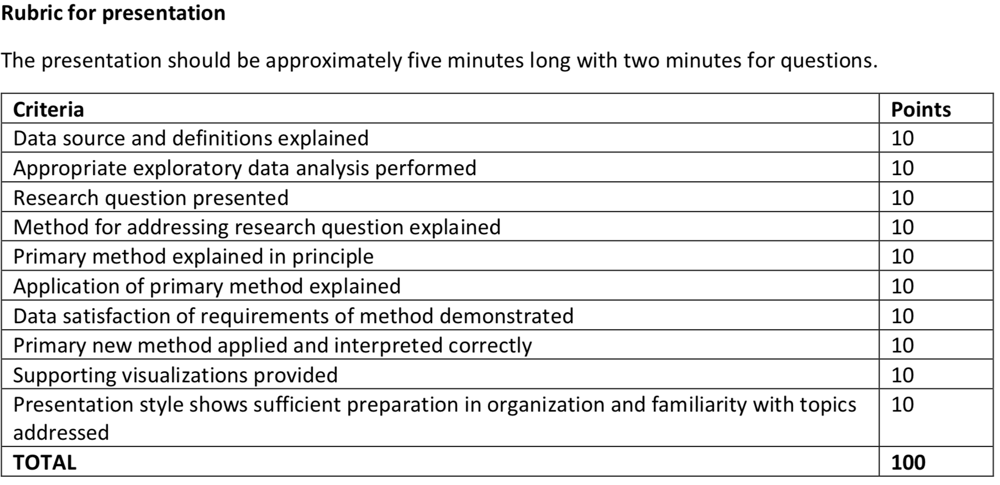 Rubric for presentation
The presentation should be approximately five minutes long with two minutes for questions.
Criteria Points
Data source and definitions explained 10
Appropriate exploratory data analysis performed 10
Research question presented 10
Method for addressing research question explained 10
Primary method explained in principle 10
Application of primary method explained 10
Data satisfaction of requirements of method demonstrated 10
Primary new method applied and interpreted correctly 10
Supporting visualizations provided 10
Presentation style shows sufficient preparation in organization and familiarity with topics 10
addressed
TOTAL 100